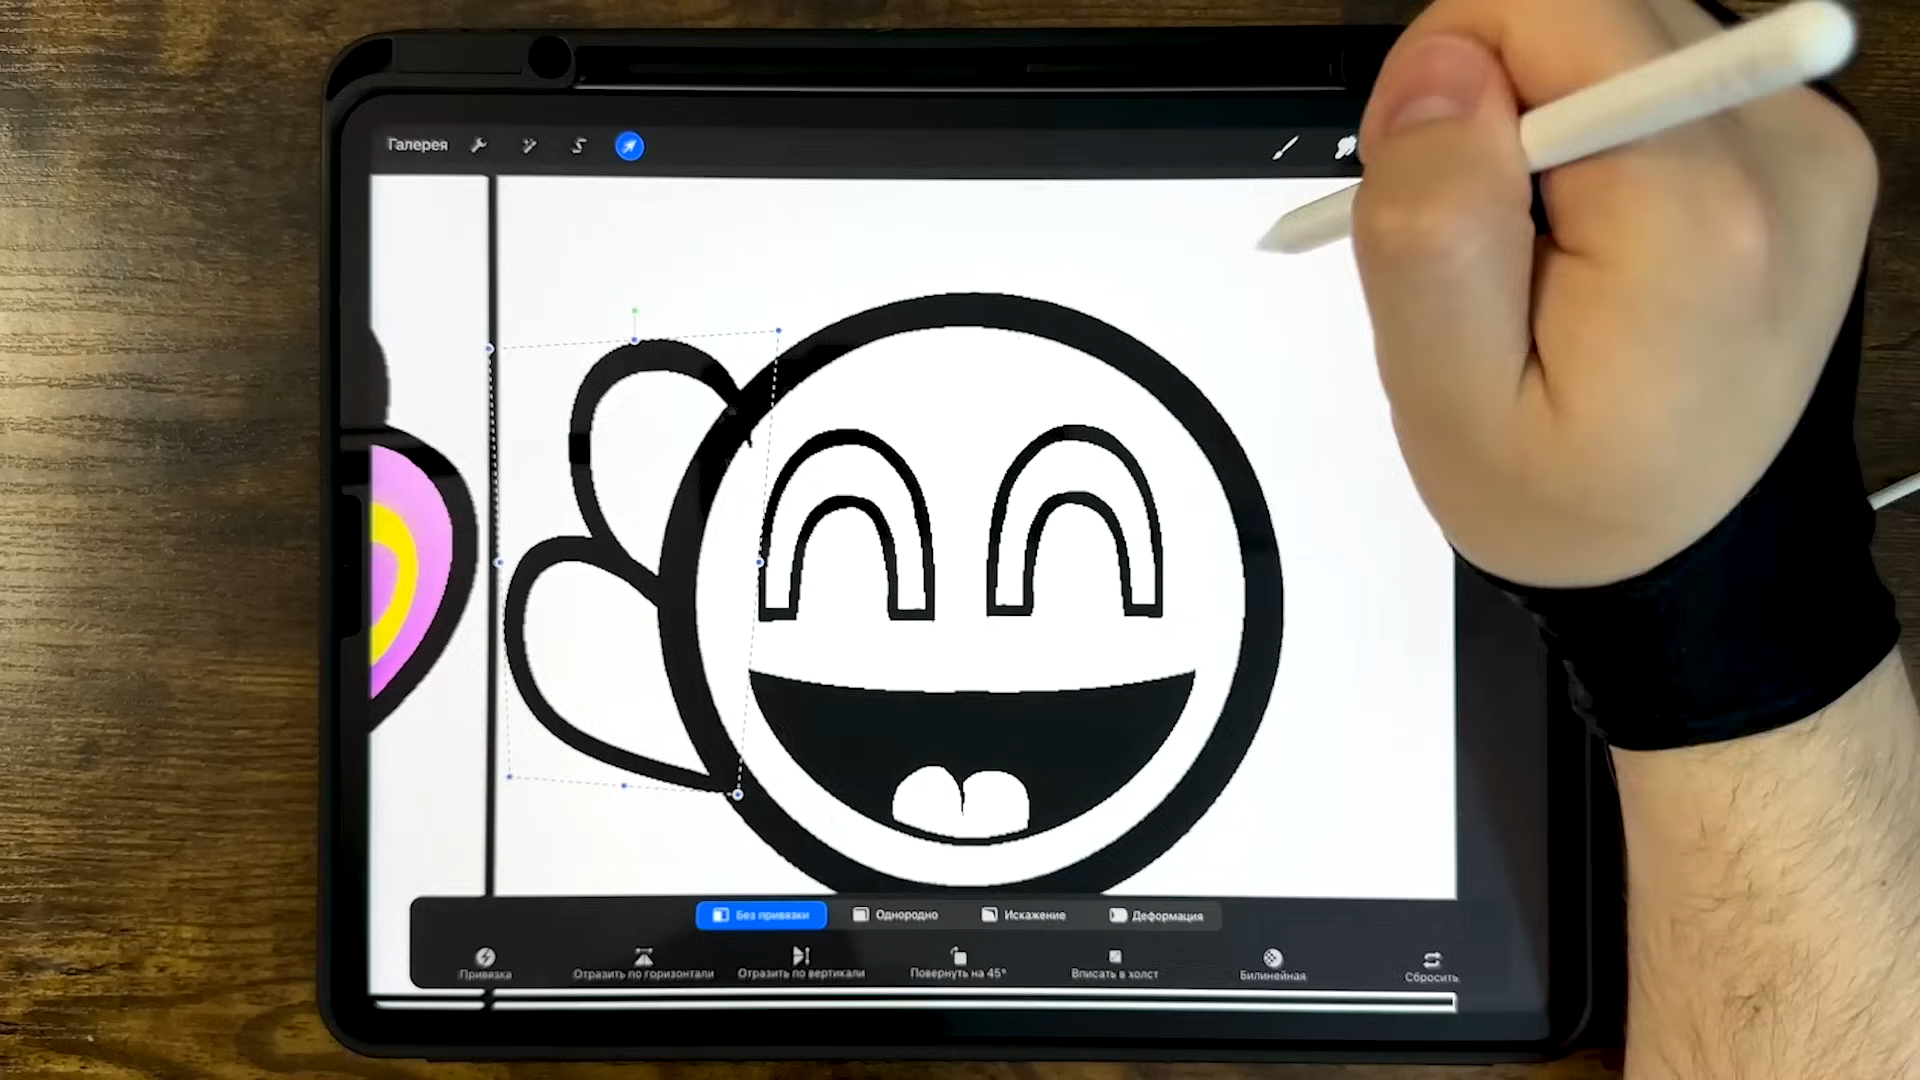 Галерея
Без привязки Однородно Искажение Деформация
Привязка Отразить по горизонтали Отразить по вертикали Повернуть на 45° Вписать в холст Билинейная Сбросить